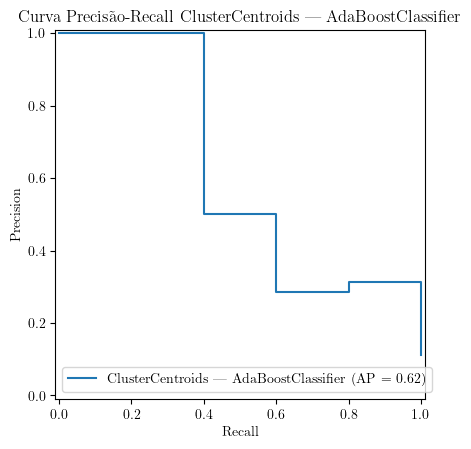 Curva Precisão-Recall ClusterCentroids — AdaBoostClassifier
1.0
0.8
0.6
0.4
0.2
0.0
Precision
ClusterCentroids — AdaBoostClassifier (AP = 0.62)
0.0 0.2 0.4 0.6 0.8 1.0
Recall